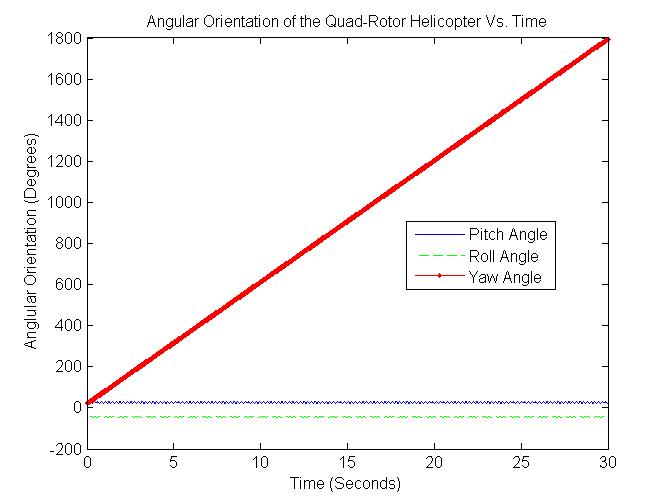 Angular Orientation of the Quad-Rotor Helicopter Vs. Time
1800
1600
1400
1200
1000
800
600
400
200
0
-200
Anglular Orientation (Degrees)
Pitch Angle
Roll Angle
Yaw Angle
0 5 10 15 20 25 30
Time (Seconds)